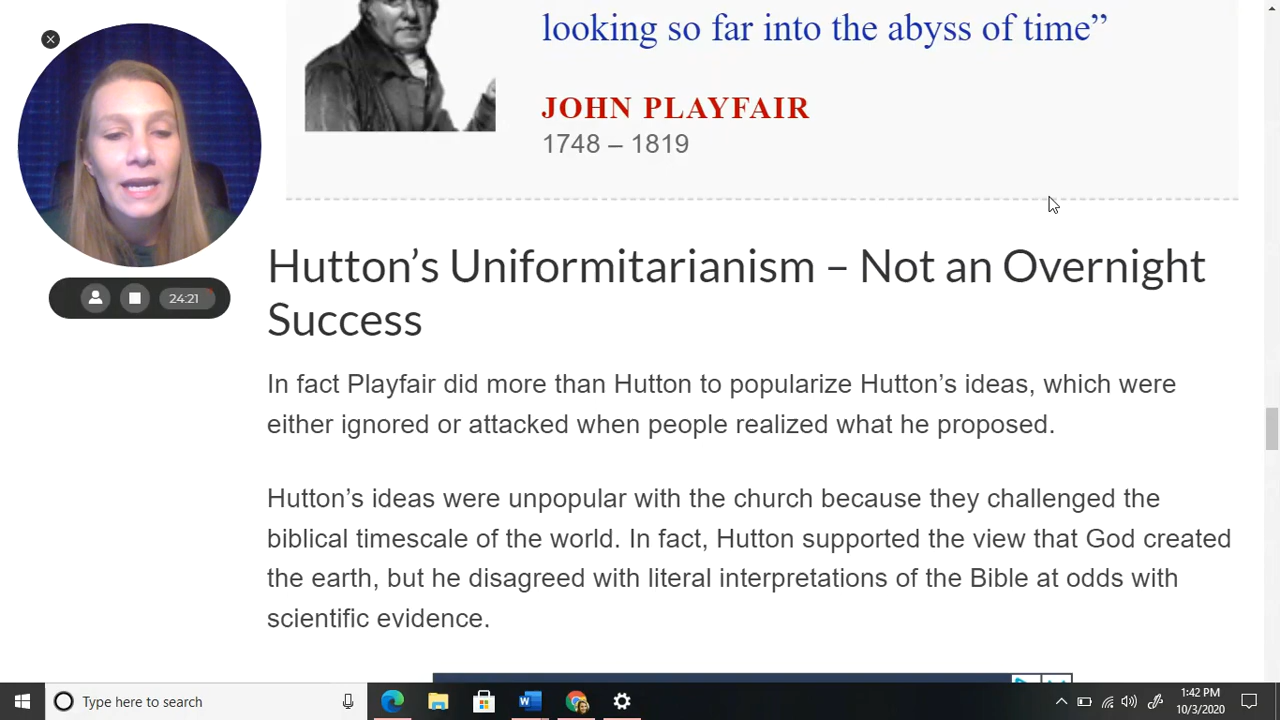 looking so far into the abyss of time”
JOHN PLAYFAIR
1748 – 1819
24:21
Hutton’s Uniformitarianism – Not an Overnight
Success
In fact Playfair did more than Hutton to popularize Hutton’s ideas, which were
either ignored or attacked when people realized what he proposed.
Hutton’s ideas were unpopular with the church because they challenged the
biblical timescale of the world. In fact, Hutton supported the view that God created
the earth, but he disagreed with literal interpretations of the Bible at odds with
scientific evidence.
Type here to search
1:42 PM
10/3/2020